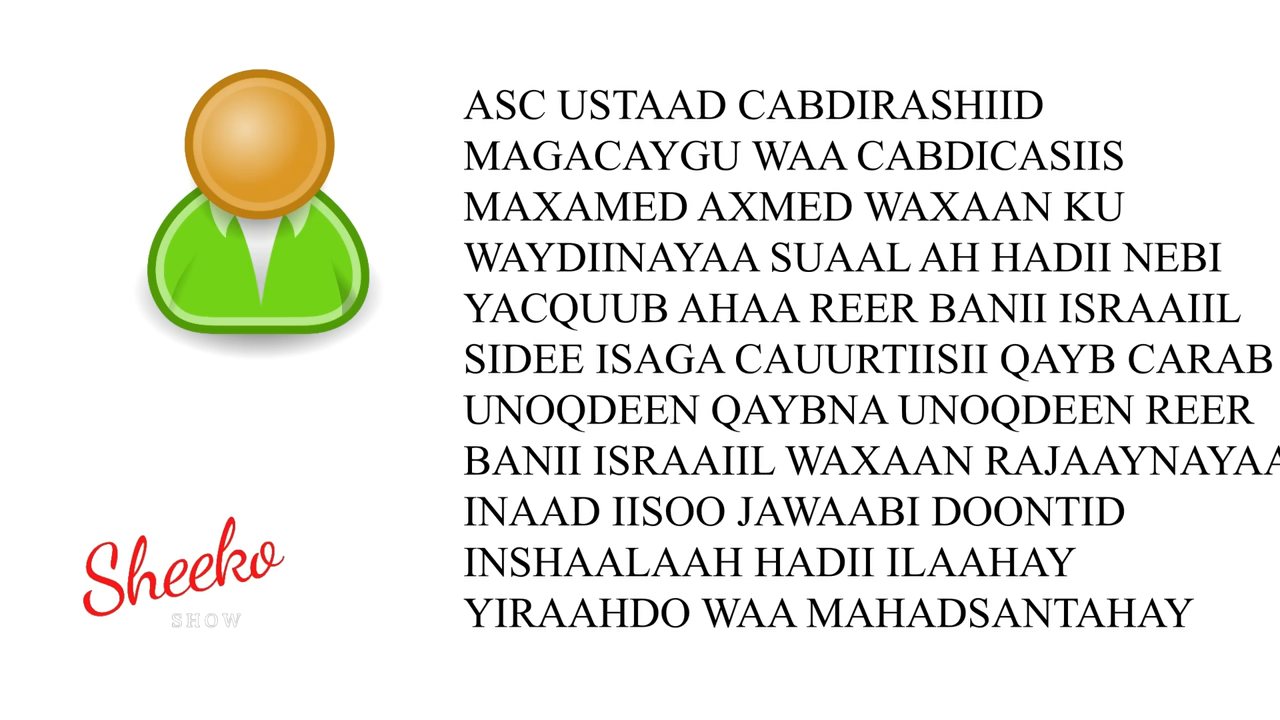 ASC USTAAD CABDIRASHIID
MAGACAYGU WAA CABDICASIIS
MAXAMED AXMED WAXAAN KU
WAYDIINAYAA SUAAL AH HADII NEBI
YACQUUB AHAA REER BANII ISRAAIIL
SIDEE ISAGA CAUURTIISII QAYB CARAB
UNOQDEEN QAYBNA UNOQDEEN REER
BANII ISRAAIIL WAXAAN RAJAAYNAYAA
INAAD IISOO JAWAABI DOONTID
INSHAALAAH HADII ILAAHAY
YIRAAHDO WAA MAHADSANTAHAY
Sheeko
SHOW